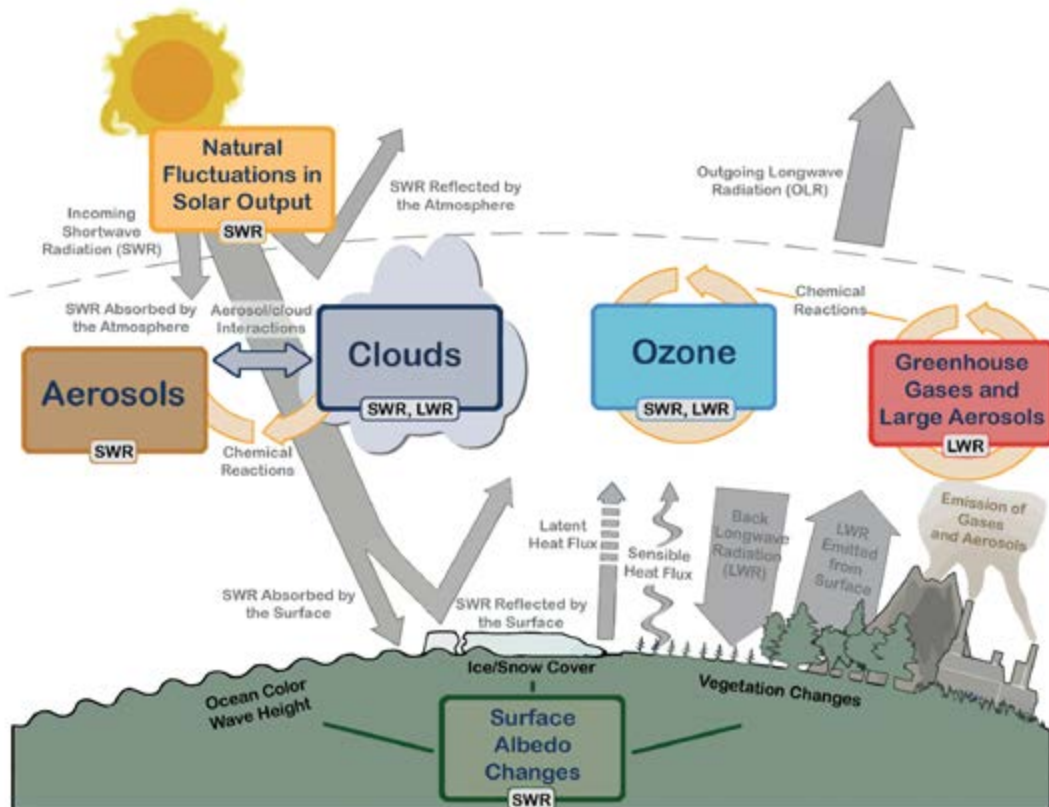 Natural
Fluctuations in
Solar Output
SWR
Incoming
Shortwave
Radiation (SWR)
SWR Reflected by
the Atmosphere
Outgoing Longwave
Radiation (OLR)
SWR Absorbed by
the Atmosphere
Aerosol/cloud
Interactions
Chemical
Reactions
Aerosols
SWR
Clouds
SWR, LWR
Ozone
SWR, LWR
Greenhouse
Gases and
Large Aerosols
LWR
Chemical
Reactions
Latent
Heat Flux
Sensible
Heat Flux
Back
Longwave
Radiation
(LWR)
LWR
Emitted
from
Surface
Emission of
Gases
and Aerosols
SWR Absorbed by
the Surface
SWR Reflected by
the Surface
Ice/Snow Cover
Ocean Color
Wave Height
Vegetation Changes
Surface
Albedo
Changes
SWR